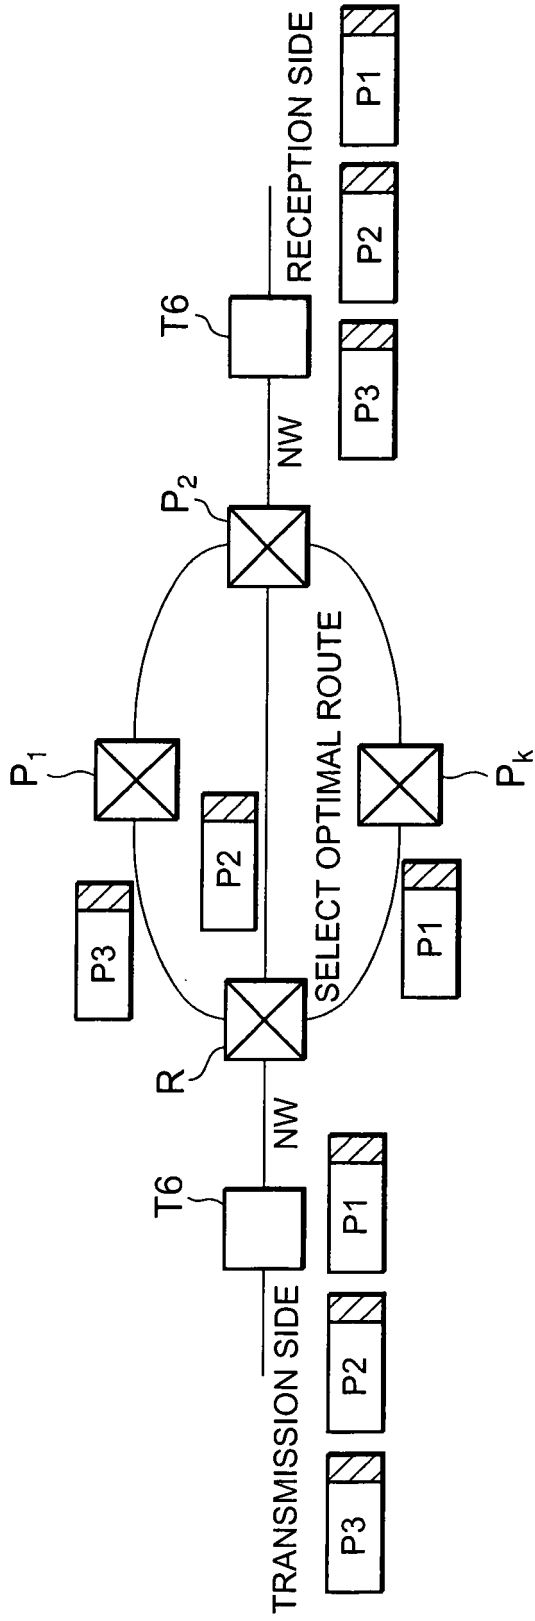 TRANSMISSION SIDE
T6
NW
R
P3
P2
P1
P3
P1
P2
SELECT OPTIMAL ROUTE
P1
Pk
P2
NW
T6
RECEPTION SIDE
P3
P2
P1